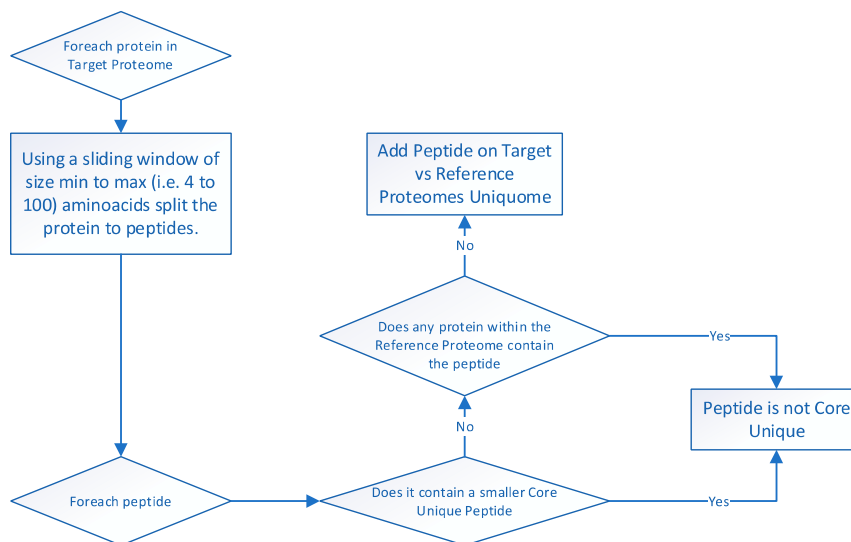 Foreach protein in
Target Proteome
Using a sliding window of
size min to max (i.e. 4 to
100) aminoacids split the
protein to peptides.
Add Peptide on Target
vs Reference
Proteomes Uniquome
No
Does any protein within the
Reference Proteome contain
the peptide
Yes
Peptide is not Core
Unique
No
Foreach peptide
Does it contain a smaller Core
Unique Peptide
Yes